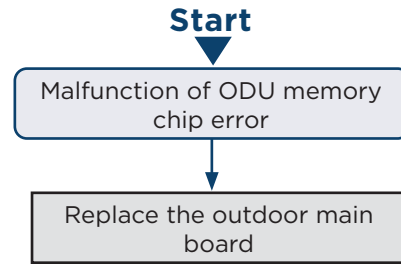 Start
Malfunction of ODU memory
chip error
Replace the outdoor main
board